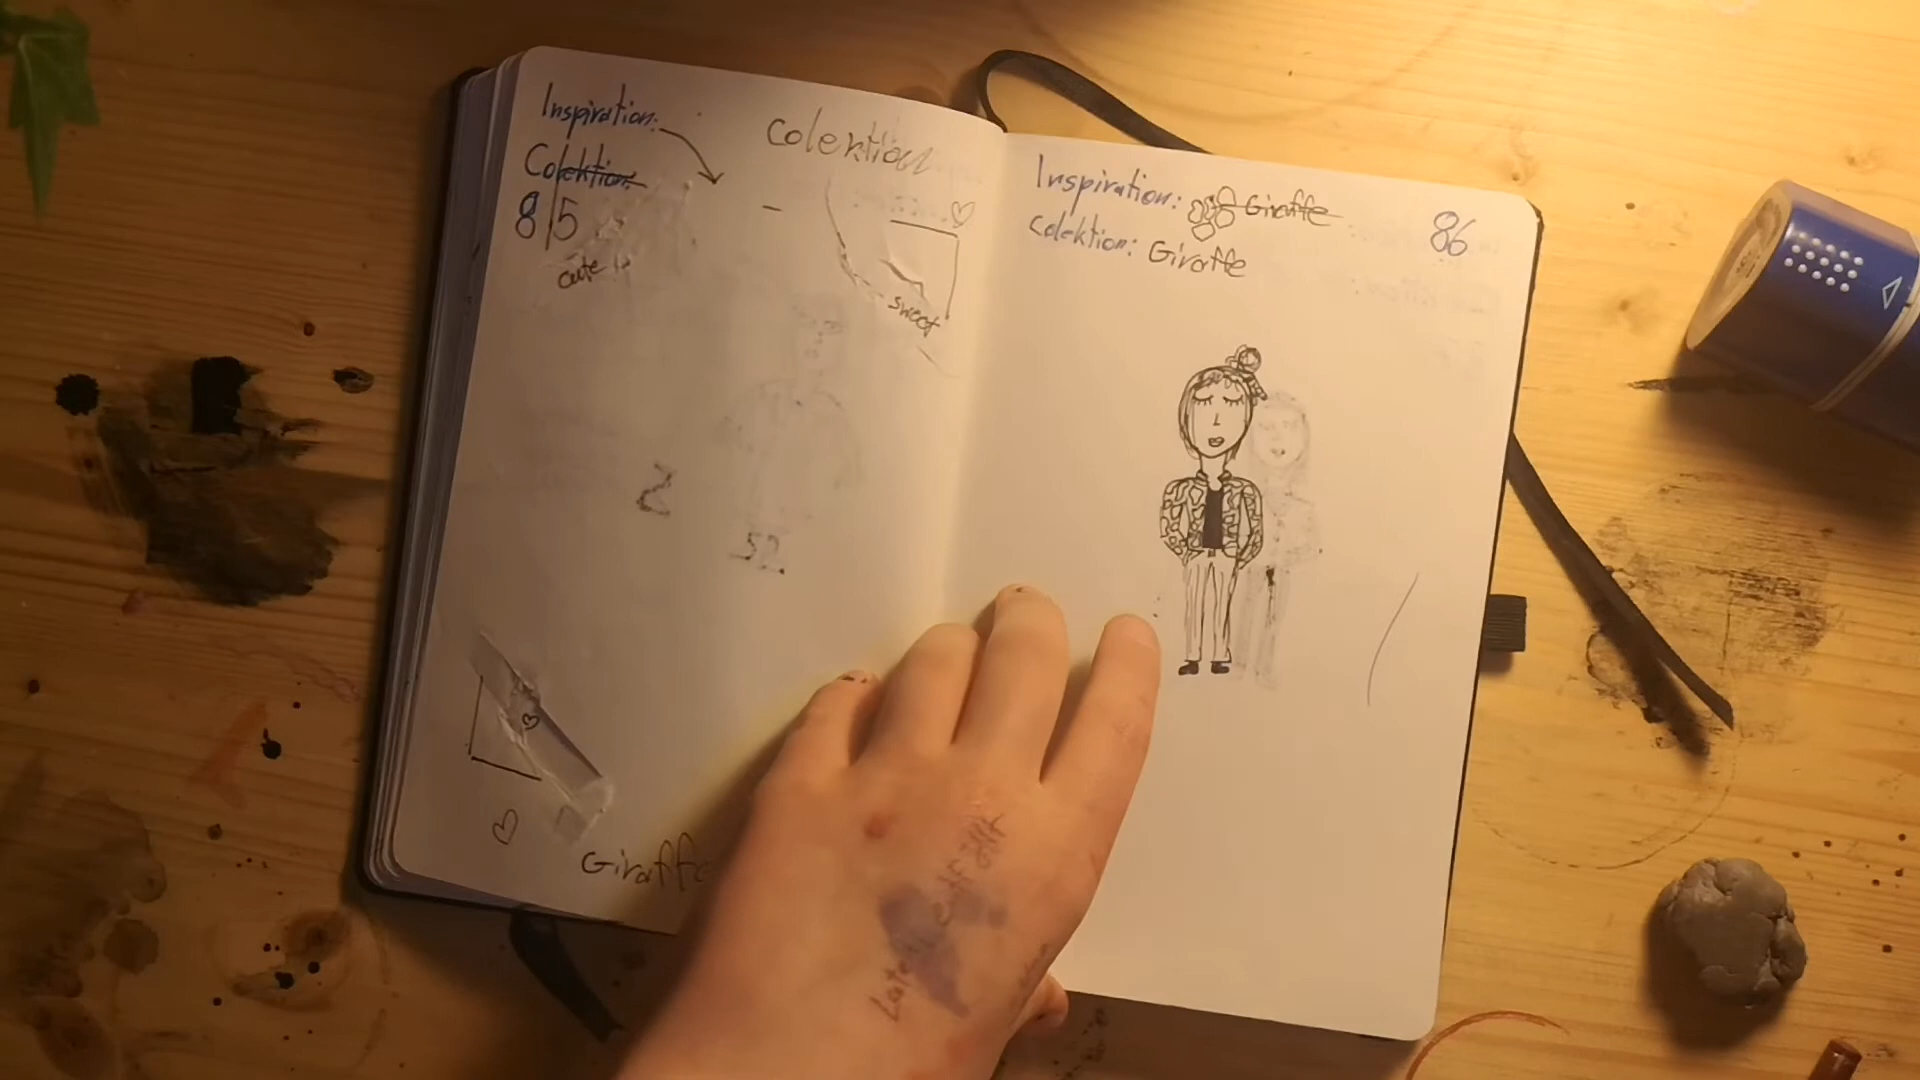 Inspiration:
Colektion
Colektion
85
cute
sweet
Giraffe
Inspiration: Giraffe
86
Colektion: Giraffe